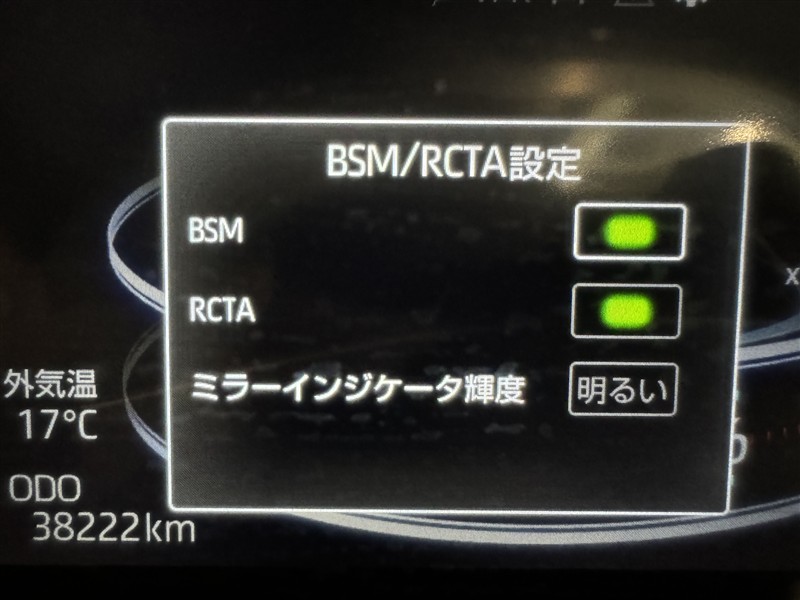 BSM/RCTA設定
BSM
RCTA
ミラーインジケータ輝度 明るい
外気温
17℃
ODO
38222km